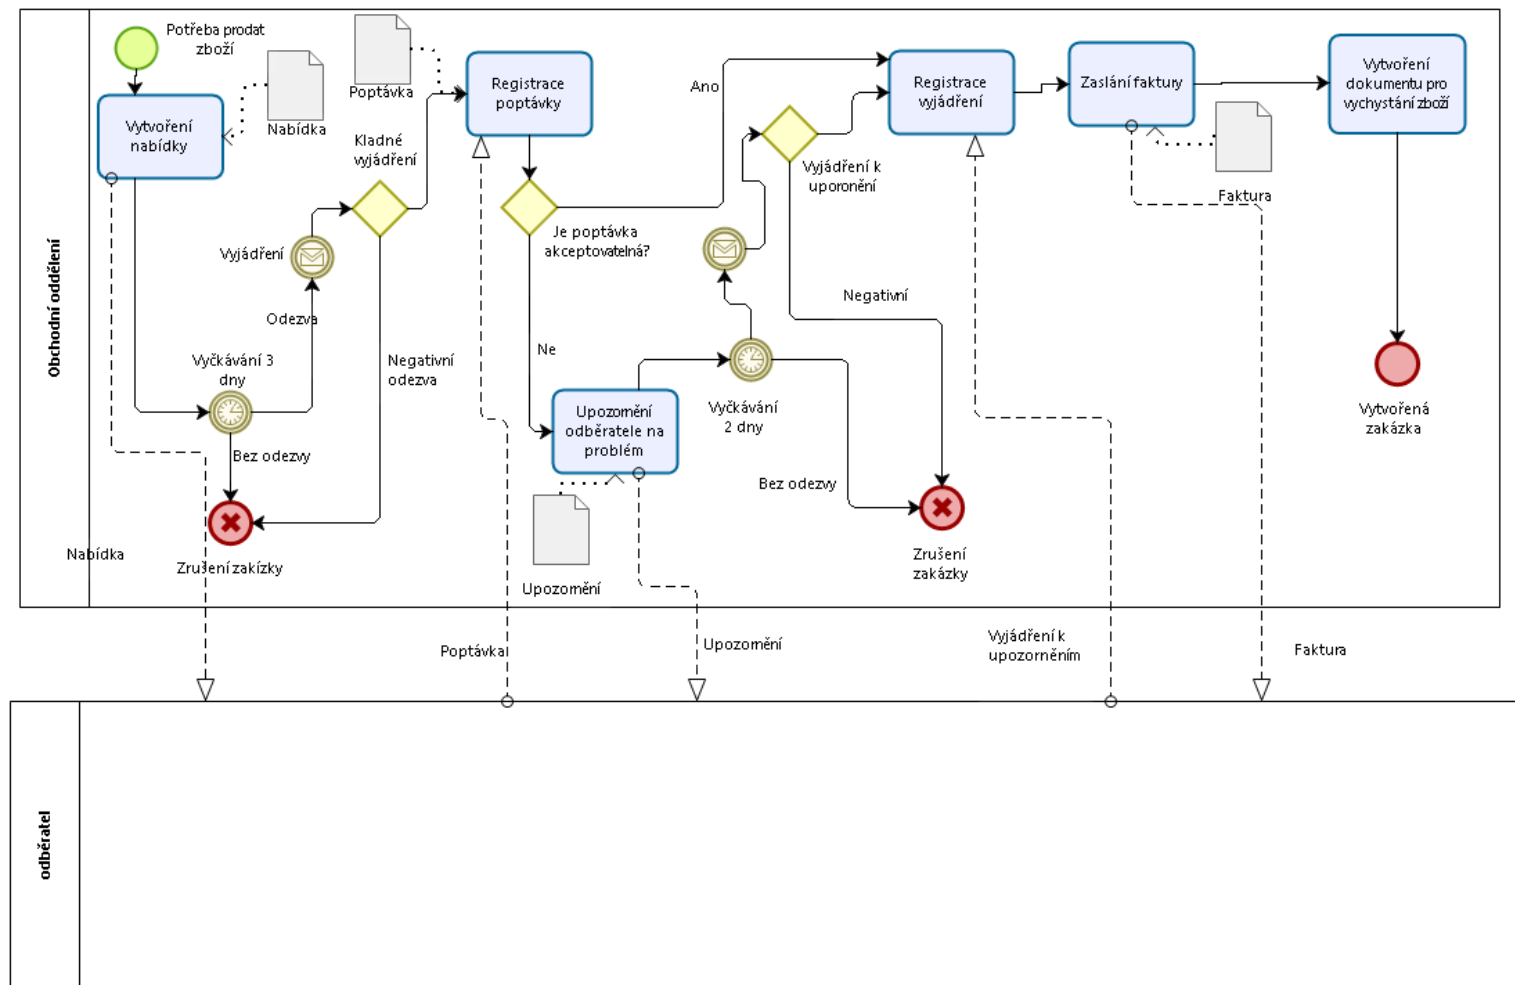 Obchodní oddělení
Potřeba prodat
zboží
Nabídka
Vytvoření
nabídky
Poptávka
Kladné
vyjádření
Vyjádření
Odezva
Vyčkávání 3
dny
Bez odezvy
Negativní
odezva
Zrušení zakízky
Nabídka
Registrace
poptávky
Je poptávka
akceptovatelná?
Ano
Ne
Upozornění
odběratele na
problém
Upozornění
Vyčkávání
2 dny
Vyjádření k
uporonění
Negativní
Bez odezvy
Zrušení
zakázky
Registrace
vyjádření
Zaslání faktury
Faktura
Vytvoření
dokumentu pro
vychystání zboží
Vytvořená
zakázka
Poptávka
Upozornění
Vyjádření k
upozorněním
Faktura
odběratel